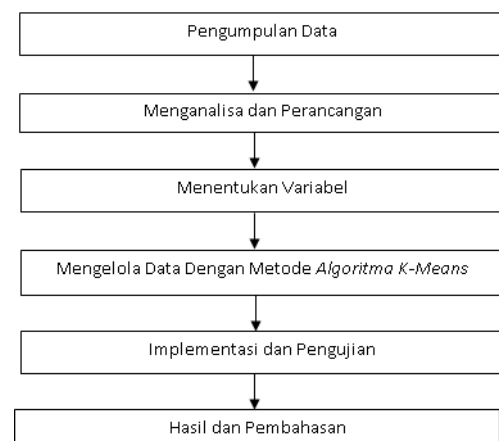 Pengumpulan Data
Menganalisa dan Perancangan
Menentukan Variabel
Mengelola Data Dengan Metode Algoritma K-Means
Implementasi dan Pengujian
Hasil dan Pembahasan